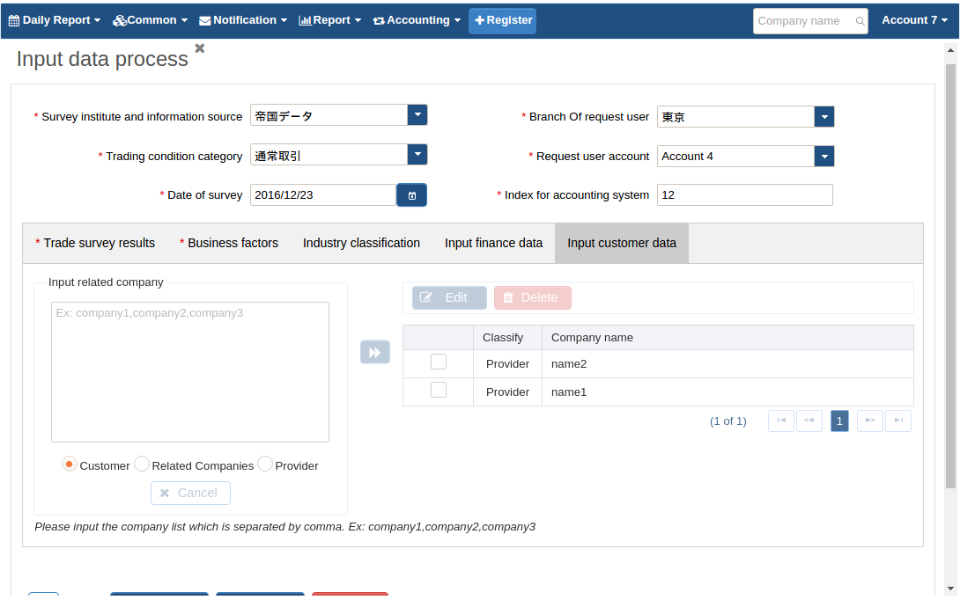 Daily Report Common Notification Report Accounting Register Company name Account 7
Input data process
* Survey institute and information source 帝国データ * Branch Of request user 東京
* Trading condition category 通常取引 * Request user account Account 4
* Date of survey 2016/12/23 * Index for accounting system 12
* Trade survey results * Business factors Industry classification Input finance data Input customer data
Input related company
Ex: company1,company2,company3
Edit Delete
Classify Company name
Provider name2
Provider name1
(1 of 1) 1
Customer Related Companies Provider
Cancel
Please input the company list which is separated by comma. Ex: company1,company2,company3